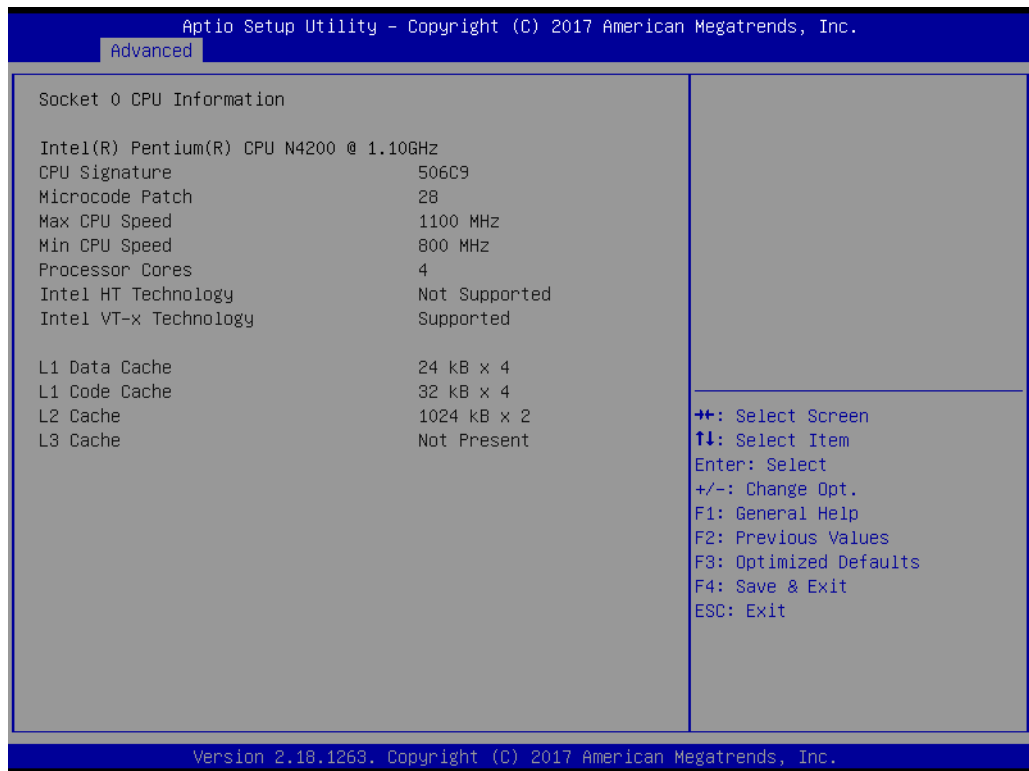 Aptio Setup Utility – Copyright (C) 2017 American Megatrends, Inc.
Advanced
Socket 0 CPU Information
Intel(R) Pentium(R) CPU N4200 @ 1.10GHz
CPU Signature 506C9
Microcode Patch 28
Max CPU Speed 1100 MHz
Min CPU Speed 800 MHz
Processor Cores 4
Intel HT Technology Not Supported
Intel VT-x Technology Supported
L1 Data Cache 24 kB x 4
L1 Code Cache 32 kB x 4
L2 Cache 1024 kB x 2
L3 Cache Not Present
→←: Select Screen
↑↓: Select Item
Enter: Select
+/-: Change Opt.
F1: General Help
F2: Previous Values
F3: Optimized Defaults
F4: Save & Exit
ESC: Exit
Version 2.18.1263. Copyright (C) 2017 American Megatrends, Inc.